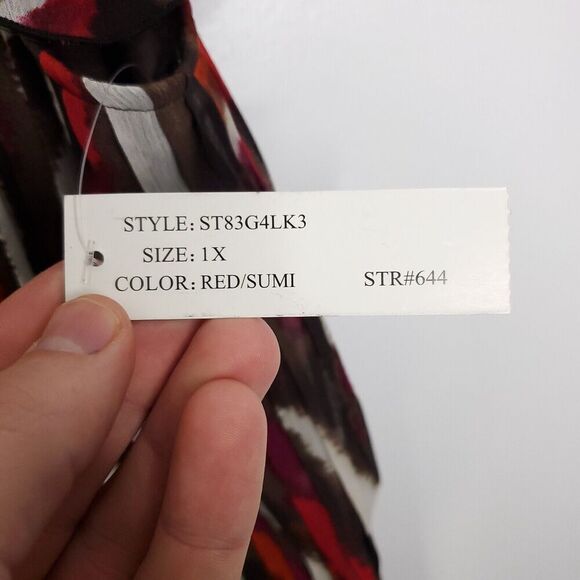 STYLE: ST83G4LK3
SIZE: 1X
COLOR: RED/SUMI STR#644